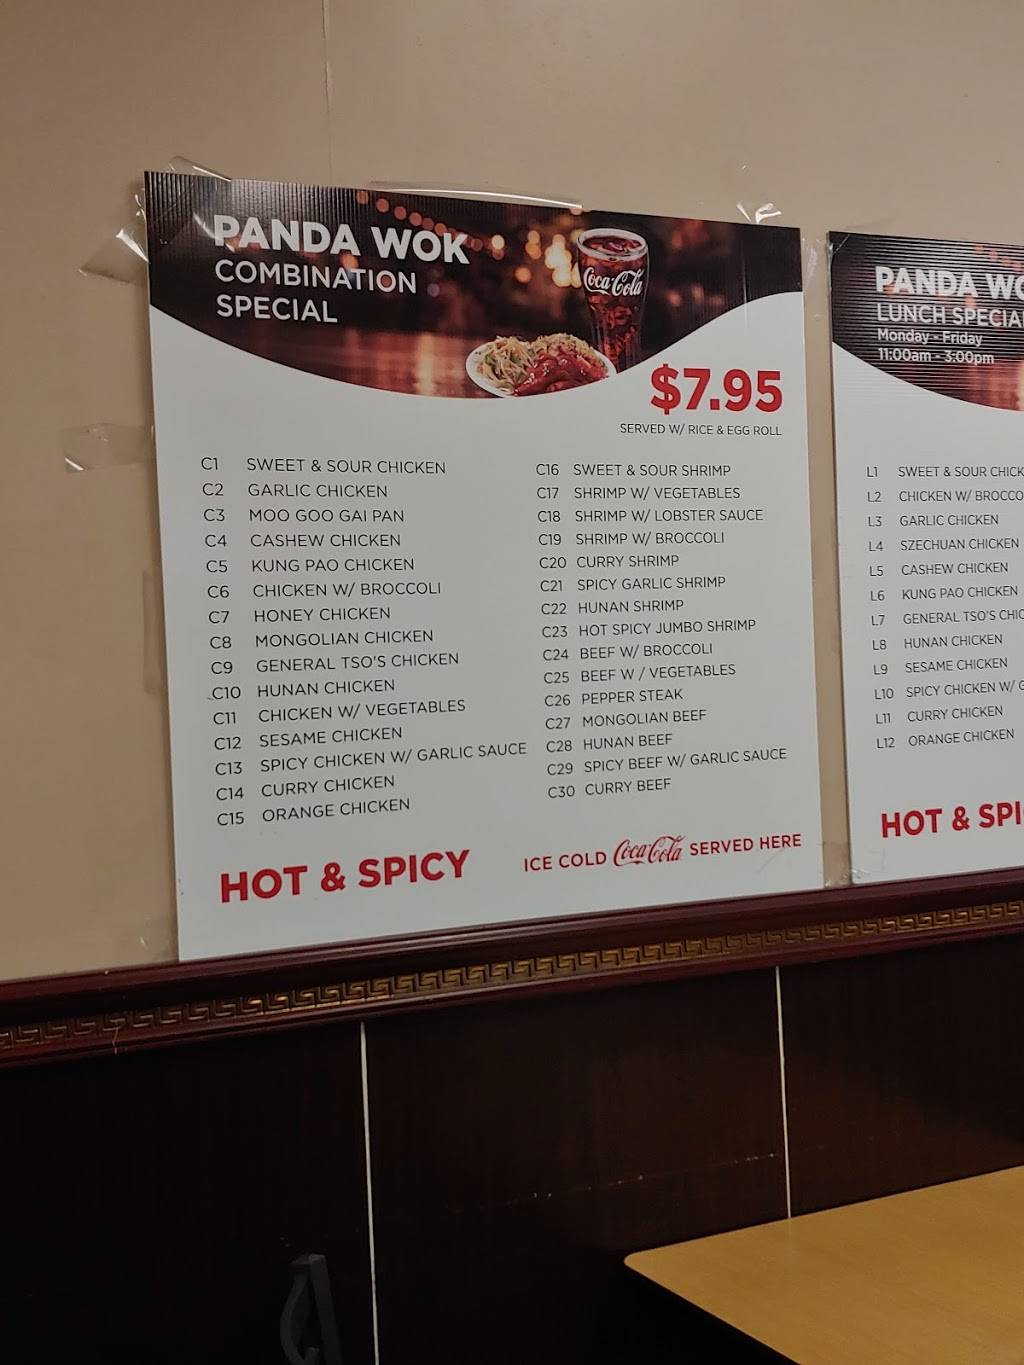 PANDA WOK
COMBINATION
SPECIAL
Coca-Cola
$7.95
SERVED W/ RICE & EGG ROLL
C1 SWEET & SOUR CHICKEN
C2 GARLIC CHICKEN
C3 MOO GOO GAI PAN
C4 CASHEW CHICKEN
C5 KUNG PAO CHICKEN
C6 CHICKEN W/ BROCCOLI
C7 HONEY CHICKEN
C8 MONGOLIAN CHICKEN
C9 GENERAL TSO'S CHICKEN
C10 HUNAN CHICKEN
C11 CHICKEN W/ VEGETABLES
C12 SESAME CHICKEN
C13 SPICY CHICKEN W/ GARLIC SAUCE
C14 CURRY CHICKEN
C15 ORANGE CHICKEN
C16 SWEET & SOUR SHRIMP
C17 SHRIMP W/ VEGETABLES
C18 SHRIMP W/ LOBSTER SAUCE
C19 SHRIMP W/ BROCCOLI
C20 CURRY SHRIMP
C21 SPICY GARLIC SHRIMP
C22 HUNAN SHRIMP
C23 HOT SPICY JUMBO SHRIMP
C24 BEEF W/ BROCCOLI
C25 BEEF W / VEGETABLES
C26 PEPPER STEAK
C27 MONGOLIAN BEEF
C28 HUNAN BEEF
C29 SPICY BEEF W/ GARLIC SAUCE
C30 CURRY BEEF
HOT & SPICY
ICE COLD Coca-Cola SERVED HERE
PANDA WO
LUNCH SPECIA
Monday - Friday
11:00am - 3:00pm
L1 SWEET & SOUR CHICK
L2 CHICKEN W/ BROCCO
L3 GARLIC CHICKEN
L4 SZECHUAN CHICKEN
L5 CASHEW CHICKEN
L6 KUNG PAO CHICKEN
L7 GENERAL TSO'S CHIC
L8 HUNAN CHICKEN
L9 SESAME CHICKEN
L10 SPICY CHICKEN W/ G
L11 CURRY CHICKEN
L12 ORANGE CHICKEN
HOT & SPI